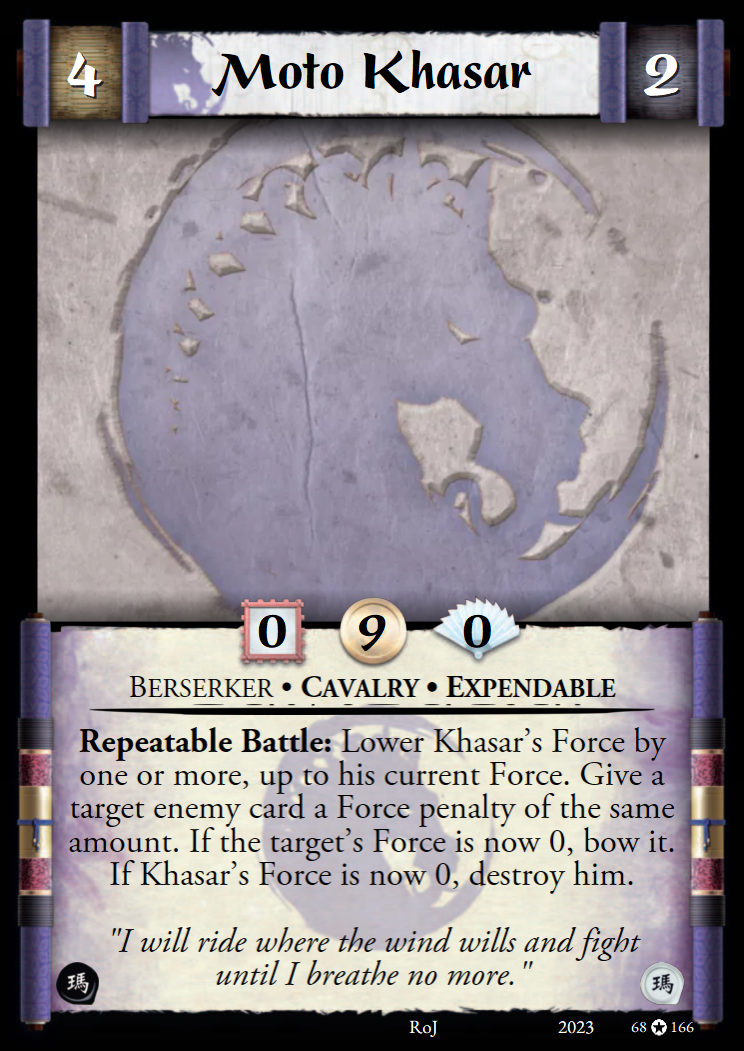 4 Moto Khasar 2
0 9 0
Berserker • Cavalry • Expendable
Repeatable Battle: Lower Khasar's Force by
one or more, up to his current Force. Give a
target enemy card a Force penalty of the same
amount. If the target's Force is now 0, bow it.
If Khasar's Force is now 0, destroy him.
"I will ride where the wind wills and fight
until I breathe no more."
瑪 瑪
RoJ 2023 68 166